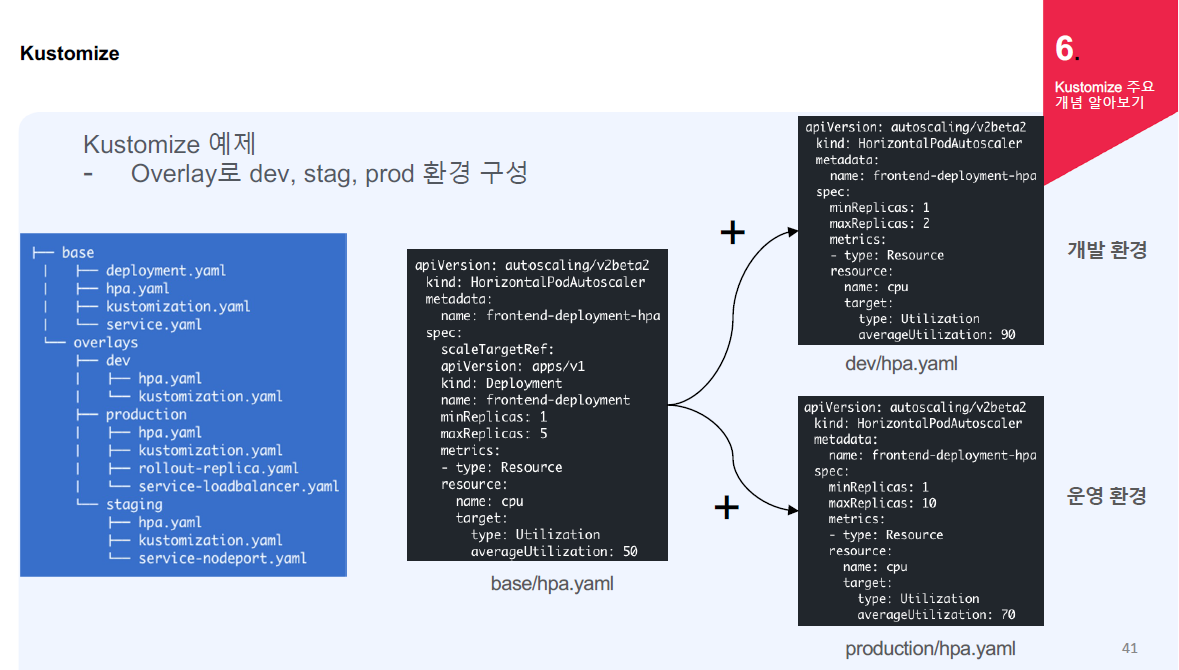 Kustomize
6.
Kustomize 주요
개념 알아보기
Kustomize 예제
- Overlay로 dev, stag, prod 환경 구성
├── base
│   ├── deployment.yaml
│   ├── hpa.yaml
│   ├── kustomization.yaml
│   └── service.yaml
└── overlays
    ├── dev
    │   ├── hpa.yaml
    │   └── kustomization.yaml
    ├── production
    │   ├── hpa.yaml
    │   ├── kustomization.yaml
    │   ├── rollout-replica.yaml
    │   └── service-loadbalancer.yaml
    └── staging
        ├── hpa.yaml
        ├── kustomization.yaml
        └── service-nodeport.yaml
apiVersion: autoscaling/v2beta2
 kind: HorizontalPodAutoscaler
 metadata:
   name: frontend-deployment-hpa
 spec:
   scaleTargetRef:
   apiVersion: apps/v1
   kind: Deployment
   name: frontend-deployment
   minReplicas: 1
   maxReplicas: 5
   metrics:
   - type: Resource
   resource:
     name: cpu
     target:
       type: Utilization
       averageUtilization: 50
base/hpa.yaml
+
+
apiVersion: autoscaling/v2beta2
 kind: HorizontalPodAutoscaler
 metadata:
   name: frontend-deployment-hpa
 spec:
   minReplicas: 1
   maxReplicas: 2
   metrics:
   - type: Resource
   resource:
     name: cpu
     target:
       type: Utilization
       averageUtilization: 90
dev/hpa.yaml
개발 환경
apiVersion: autoscaling/v2beta2
 kind: HorizontalPodAutoscaler
 metadata:
   name: frontend-deployment-hpa
 spec:
   minReplicas: 1
   maxReplicas: 10
   metrics:
   - type: Resource
   resource:
     name: cpu
     target:
       type: Utilization
       averageUtilization: 70
production/hpa.yaml
운영 환경
41